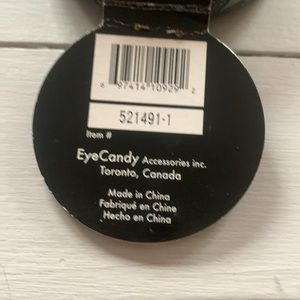 8 97414 10929 2
521491-1
Item #
EyeCandy Accessories inc.
Toronto, Canada
Made in China
Fabriqué en Chine
Hecho en China